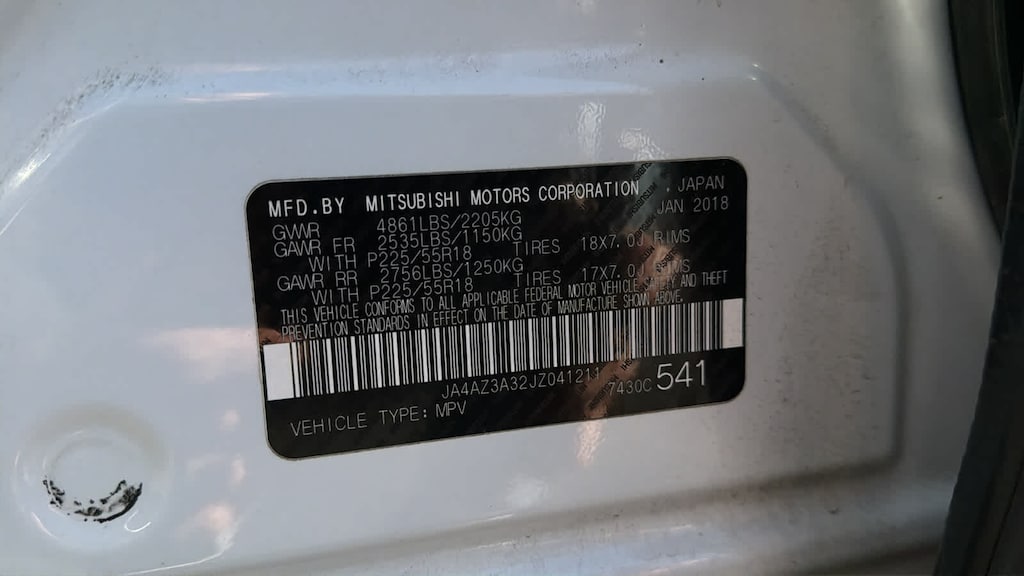 MFD.BY MITSUBISHI MOTORS CORPORATION . JAPAN
GVWR 4861LBS/2205KG JAN 2018
GAWR FR 2535LBS/1150KG
WITH P225/55R18 TIRES 18X7.0J RIMS
GAWR RR 2756LBS/1250KG
WITH P225/55R18 TIRES 17X7.0J RIMS
THIS VEHICLE CONFORMS TO ALL APPLICABLE FEDERAL MOTOR VEHICLE SAFETY AND THEFT
PREVENTION STANDARDS IN EFFECT ON THE DATE OF MANUFACTURE SHOWN ABOVE.
JA4AZ3A32JZ041211 7430C 541
VEHICLE TYPE: MPV